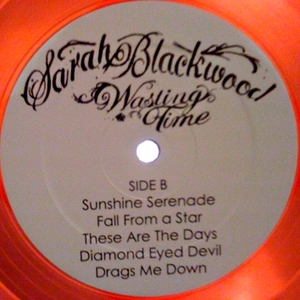 Sarah Blackwood
Wasting
Time
SIDE B
Sunshine Serenade
Fall From a Star
These Are The Days
Diamond Eyed Devil
Drags Me Down